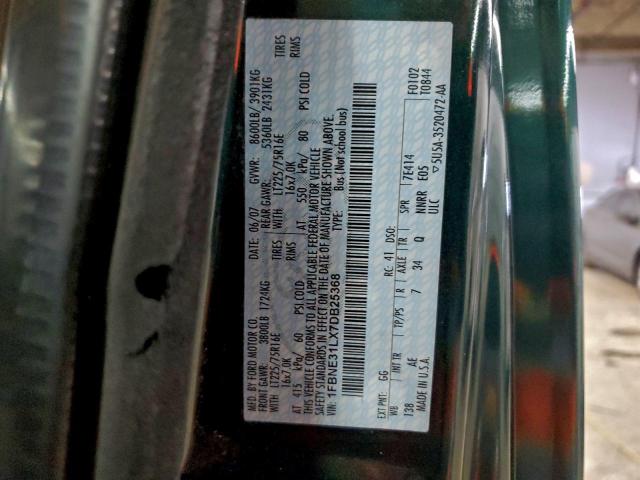 MFD. BY FORD MOTOR CO.
DATE: 06/07 GVWR: 8600LB/ 3901KG
FRONT GAWR: 3800LB 1724KG REAR GAWR: 5360LB 2431KG
WITH LT225/75R16E TIRES WITH LT225/75R16E TIRES
16x7.0K RIMS 16x7.0K RIMS
AT 415 kPa/ 60 PSI COLD AT 550 kPa/ 80 PSI COLD
THIS VEHICLE CONFORMS TO ALL APPLICABLE FEDERAL MOTOR VEHICLE
SAFETY STANDARDS IN EFFECT ON THE DATE OF MANUFACTURE SHOWN ABOVE.
VIN: 1FBNE31LX7DB25368 TYPE: Bus (Not school bus)
EXT PNT: GG RC: 41 DSO: F0102
T0844
WB INT TR TP/PS R AXLE TR SPR 7E414
138 AE 7 34 Q NNRR E05
MADE IN U.S.A. ULC 5U5A-3520472-AA